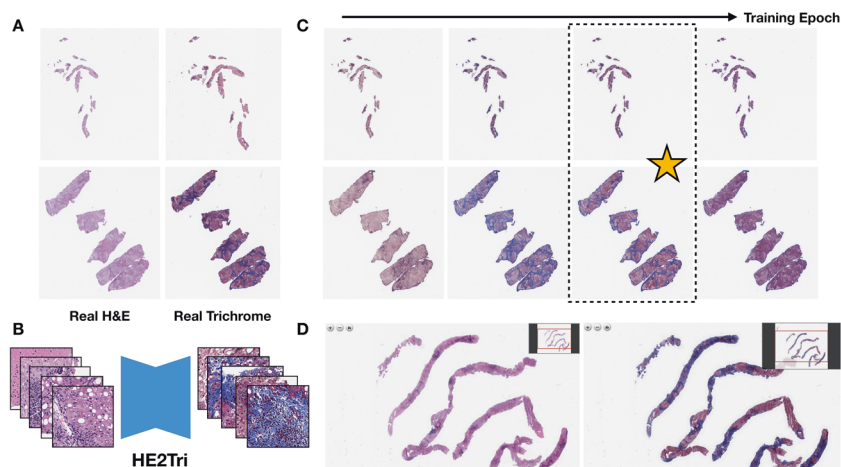 A
C
Training Epoch
Real H&E
Real Trichrome
B
D
HE2Tri